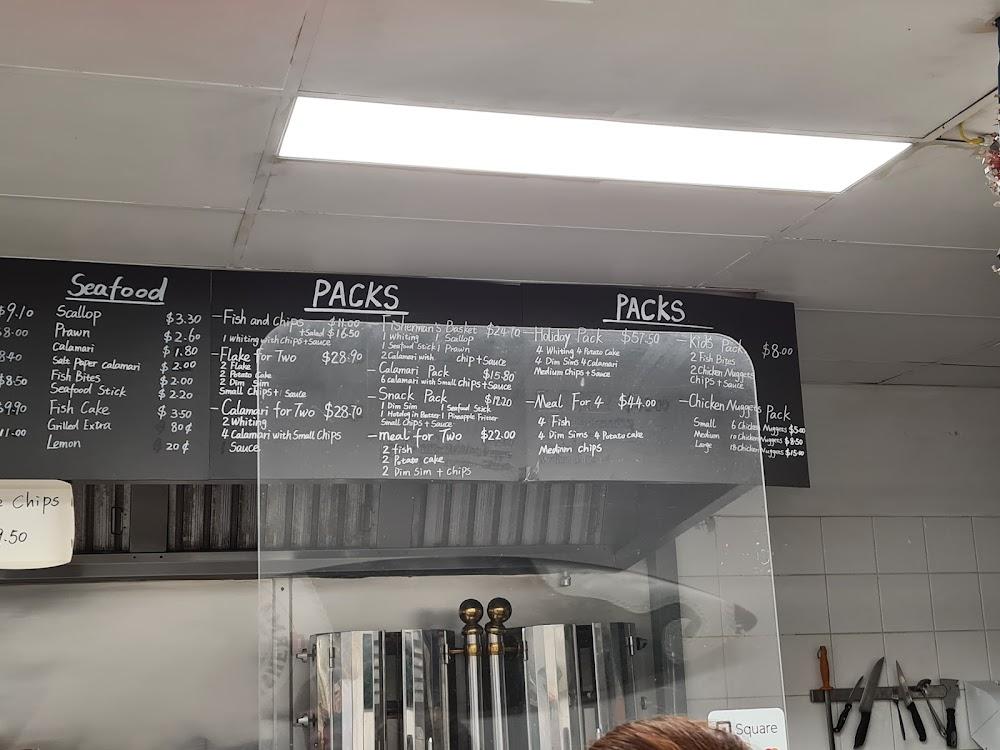 $9.10
8.00
8.40
$8.50
$9.90
11.00
Seafood
Scallop $3.30
Prawn $2.60
Calamari $1.80
Sate Paper calamari $2.00
Fish Bites $2.00
Seafood Stick $2.20
Fish Cake $3.50
Grilled Extra 80¢
Lemon 20¢
PACKS
-Fish and Chips $11.00
+Salad $16.50
1 whiting with chips+Sauce
-Flake for Two $28.90
2 Flake
2 Potato Cake
2 Dim Sim
Small Chips + Sauce
-Calamari for Two $28.70
2 Whiting
4 Calamari with Small Chips
Sauce
Fisherman's Basket $24.10
1 Whiting 1 Scallop
1 Seafood Stick 1 Prawn
2 Calamari with chip+Sauce
-Calamari Pack $15.80
6 calamari with Small chips+Sauce
-Snack Pack $17.20
1 Dim Sim 1 Seafood Stick
1 Hotdog in Batter 1 Pineapple Fritter
Small Chips + Sauce
-meal for Two $22.00
2 fish
2 Potato cake
2 Dim Sim + chips
PACKS
-Holiday Pack $57.50
4 Whiting 4 Potato Cake
4 Dim Sims 4 Calamari
Medium Chips + Sauce
-Meal For 4 $44.00
4 Fish
4 Dim Sims 4 Potato cake
Medium chips
-Kids Pack $8.00
2 Fish Bites
2 Chicken Nuggets
Chips + Sauce
-Chicken Nuggets Pack
Small 6 Chicken Nuggets $5.00
Medium 10 Chicken Nuggets $8.50
Large 18 Chicken Nuggets $15.00
Chips
9.50
Square